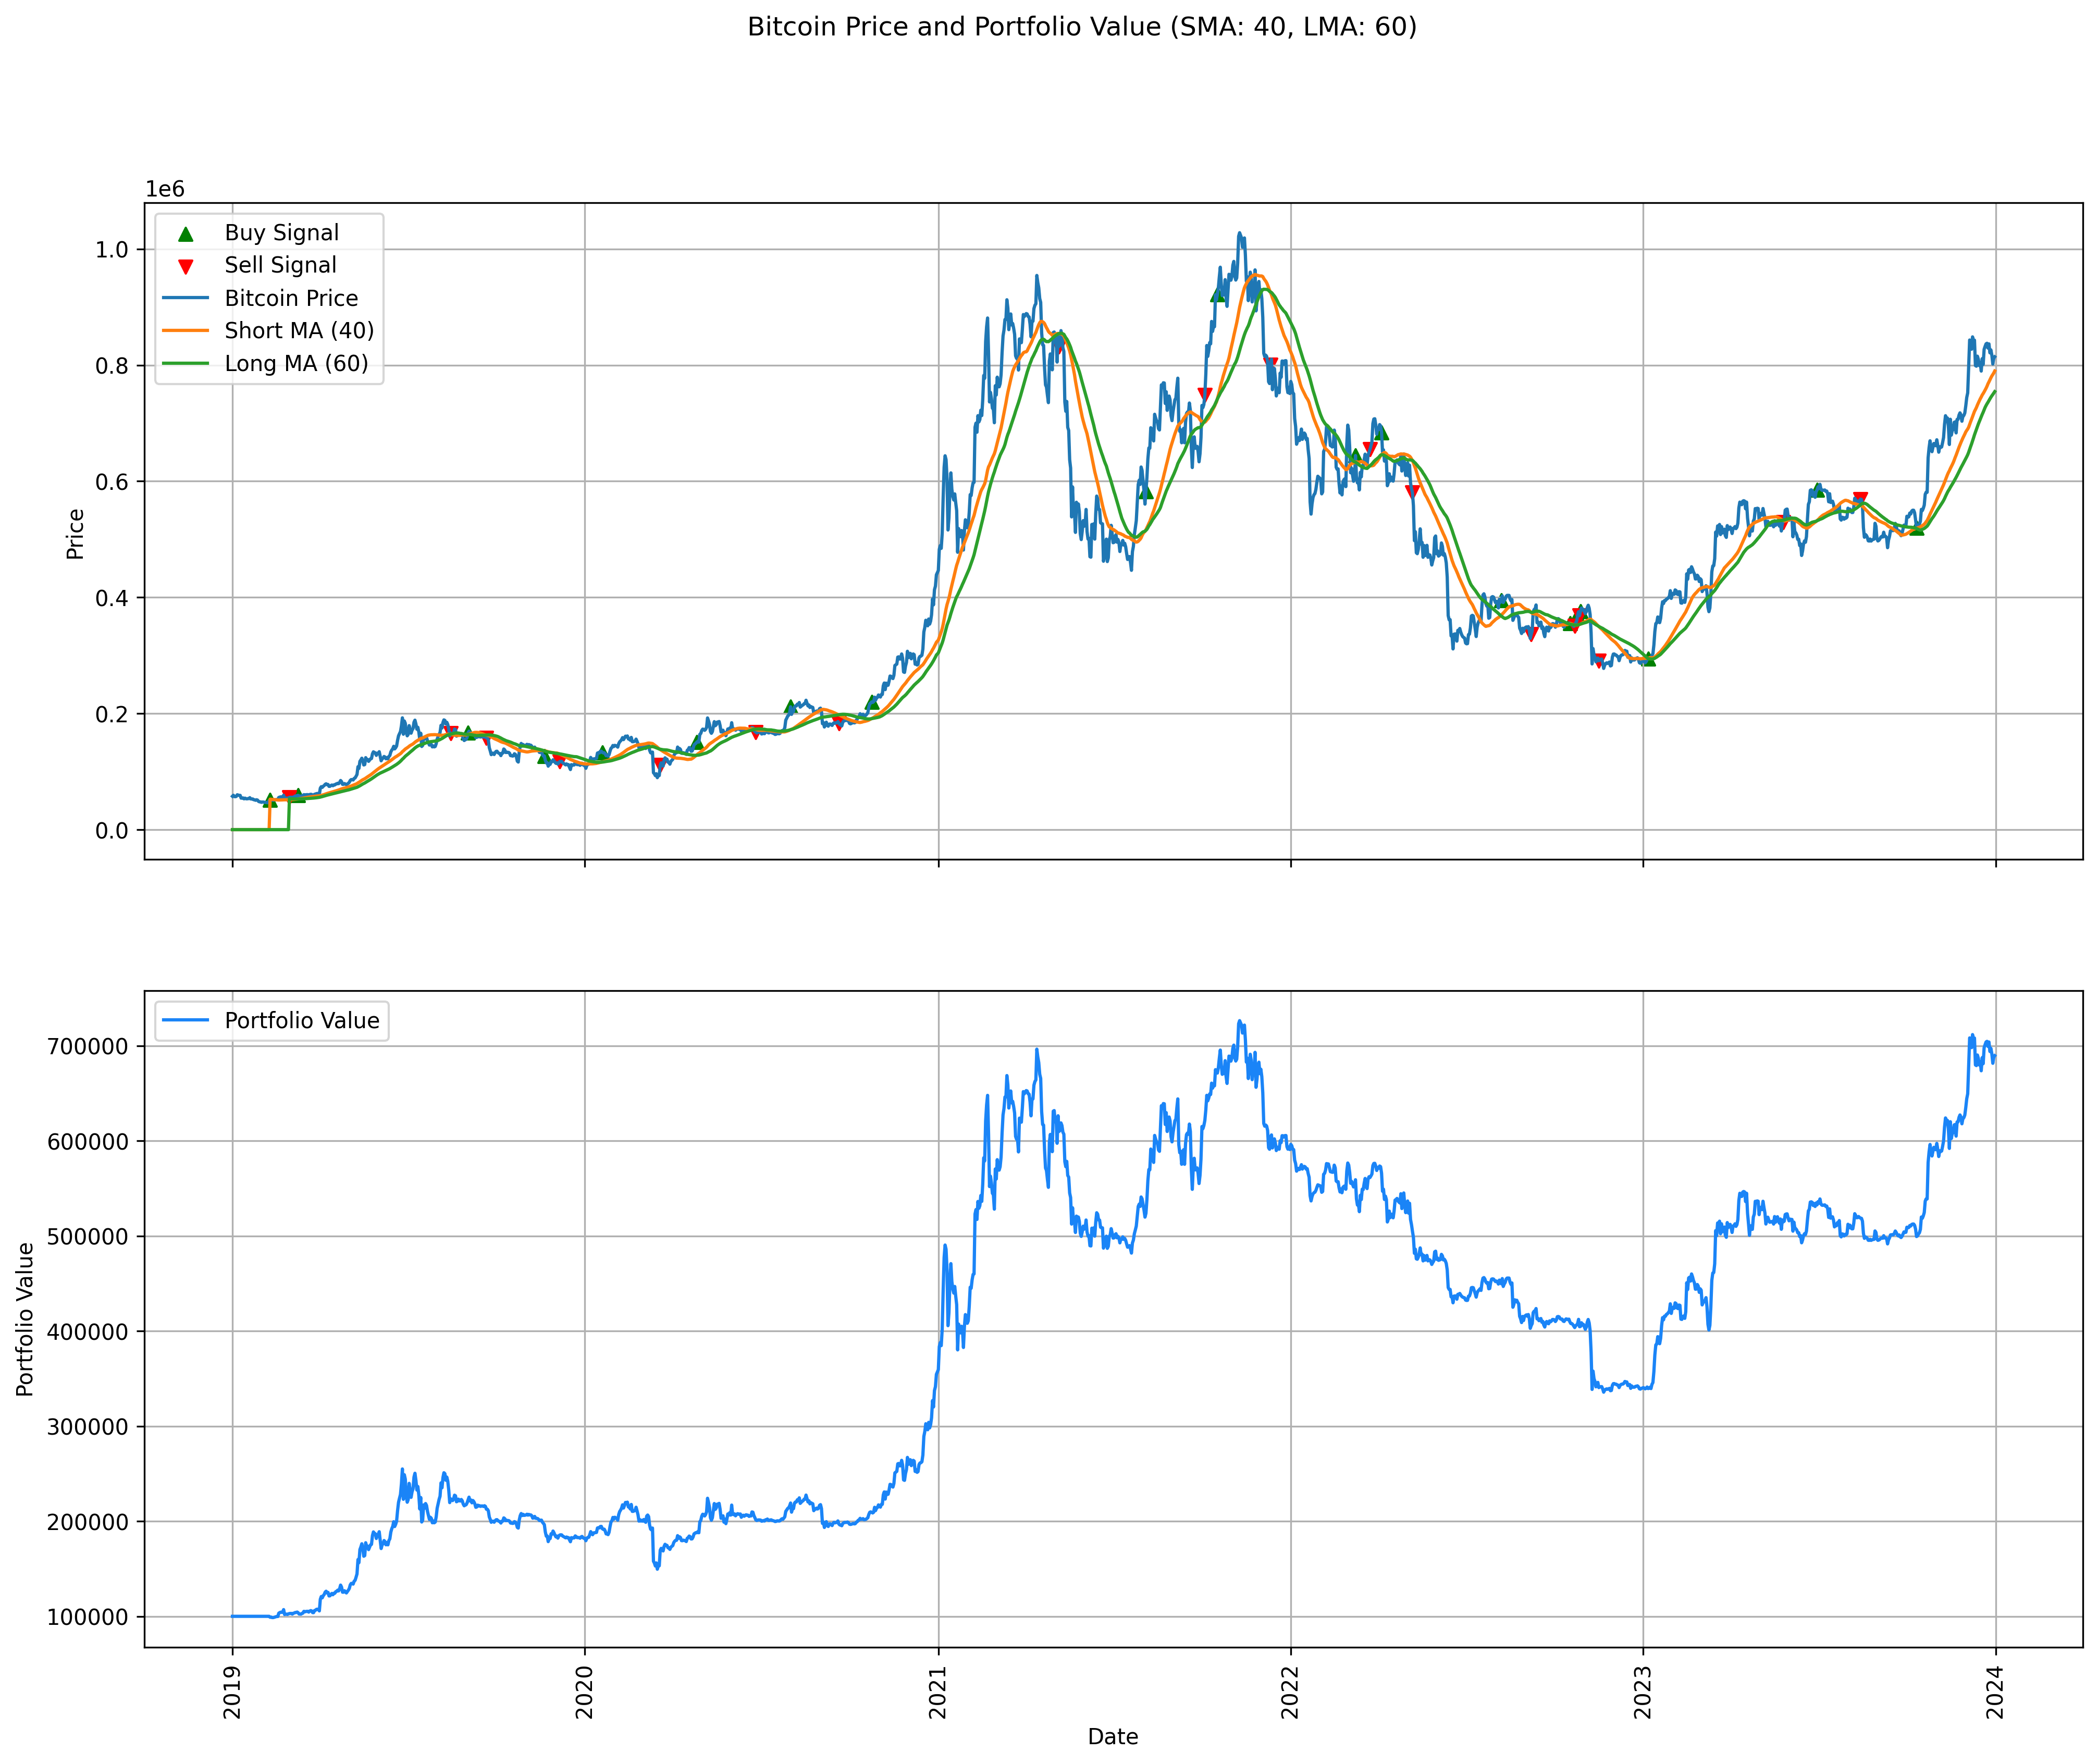 Bitcoin Price and Portfolio Value (SMA: 40, LMA: 60)
1e6
Buy Signal
Sell Signal
Bitcoin Price
Short MA (40)
Long MA (60)
1.0
0.8
0.6
0.4
0.2
0.0
Price
Portfolio Value
700000
600000
500000
400000
300000
200000
100000
Portfolio Value
2019
2020
2021
2022
2023
2024
Date